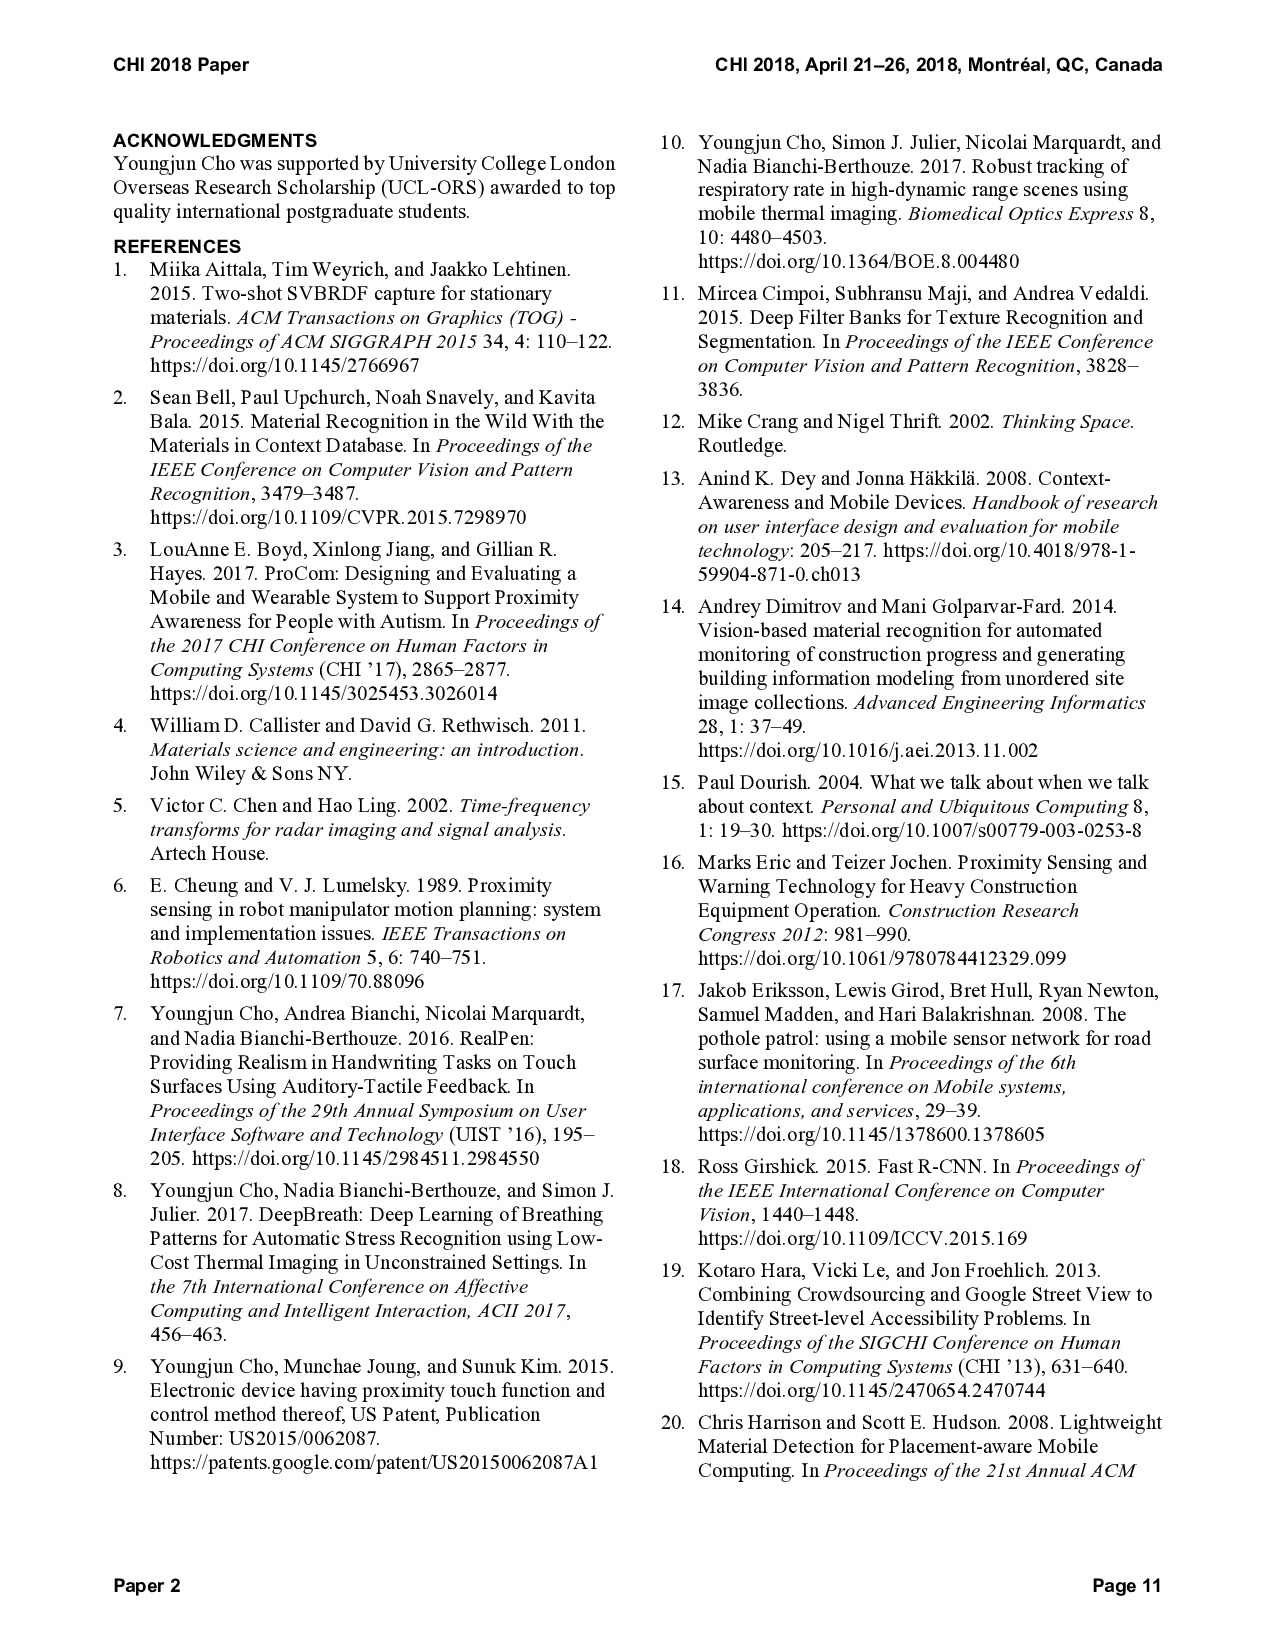 CHI 2018 Paper
CHI 2018, April 21–26, 2018, Montréal, QC, Canada
ACKNOWLEDGMENTS
Youngjun Cho was supported by University College London
Overseas Research Scholarship (UCL-ORS) awarded to top
quality international postgraduate students.
REFERENCES
1. Miika Aittala, Tim Weyrich, and Jaakko Lehtinen.
2015. Two-shot SVBRDF capture for stationary
materials. ACM Transactions on Graphics (TOG) -
Proceedings of ACM SIGGRAPH 2015 34, 4: 110–122.
https://doi.org/10.1145/2766967
2. Sean Bell, Paul Upchurch, Noah Snavely, and Kavita
Bala. 2015. Material Recognition in the Wild With the
Materials in Context Database. In Proceedings of the
IEEE Conference on Computer Vision and Pattern
Recognition, 3479–3487.
https://doi.org/10.1109/CVPR.2015.7298970
3. LouAnne E. Boyd, Xinlong Jiang, and Gillian R.
Hayes. 2017. ProCom: Designing and Evaluating a
Mobile and Wearable System to Support Proximity
Awareness for People with Autism. In Proceedings of
the 2017 CHI Conference on Human Factors in
Computing Systems (CHI ’17), 2865–2877.
https://doi.org/10.1145/3025453.3026014
4. William D. Callister and David G. Rethwisch. 2011.
Materials science and engineering: an introduction.
John Wiley & Sons NY.
5. Victor C. Chen and Hao Ling. 2002. Time-frequency
transforms for radar imaging and signal analysis.
Artech House.
6. E. Cheung and V. J. Lumelsky. 1989. Proximity
sensing in robot manipulator motion planning: system
and implementation issues. IEEE Transactions on
Robotics and Automation 5, 6: 740–751.
https://doi.org/10.1109/70.88096
7. Youngjun Cho, Andrea Bianchi, Nicolai Marquardt,
and Nadia Bianchi-Berthouze. 2016. RealPen:
Providing Realism in Handwriting Tasks on Touch
Surfaces Using Auditory-Tactile Feedback. In
Proceedings of the 29th Annual Symposium on User
Interface Software and Technology (UIST ’16), 195–
205. https://doi.org/10.1145/2984511.2984550
8. Youngjun Cho, Nadia Bianchi-Berthouze, and Simon J.
Julier. 2017. DeepBreath: Deep Learning of Breathing
Patterns for Automatic Stress Recognition using Low-
Cost Thermal Imaging in Unconstrained Settings. In
the 7th International Conference on Affective
Computing and Intelligent Interaction, ACII 2017,
456–463.
9. Youngjun Cho, Munchae Joung, and Sunuk Kim. 2015.
Electronic device having proximity touch function and
control method thereof, US Patent, Publication
Number: US2015/0062087.
https://patents.google.com/patent/US20150062087A1
10. Youngjun Cho, Simon J. Julier, Nicolai Marquardt, and
Nadia Bianchi-Berthouze. 2017. Robust tracking of
respiratory rate in high-dynamic range scenes using
mobile thermal imaging. Biomedical Optics Express 8,
10: 4480–4503.
https://doi.org/10.1364/BOE.8.004480
11. Mircea Cimpoi, Subhransu Maji, and Andrea Vedaldi.
2015. Deep Filter Banks for Texture Recognition and
Segmentation. In Proceedings of the IEEE Conference
on Computer Vision and Pattern Recognition, 3828–
3836.
12. Mike Crang and Nigel Thrift. 2002. Thinking Space.
Routledge.
13. Anind K. Dey and Jonna Häkkilä. 2008. Context-
Awareness and Mobile Devices. Handbook of research
on user interface design and evaluation for mobile
technology: 205–217. https://doi.org/10.4018/978-1-
59904-871-0.ch013
14. Andrey Dimitrov and Mani Golparvar-Fard. 2014.
Vision-based material recognition for automated
monitoring of construction progress and generating
building information modeling from unordered site
image collections. Advanced Engineering Informatics
28, 1: 37–49.
https://doi.org/10.1016/j.aei.2013.11.002
15. Paul Dourish. 2004. What we talk about when we talk
about context. Personal and Ubiquitous Computing 8,
1: 19–30. https://doi.org/10.1007/s00779-003-0253-8
16. Marks Eric and Teizer Jochen. Proximity Sensing and
Warning Technology for Heavy Construction
Equipment Operation. Construction Research
Congress 2012: 981–990.
https://doi.org/10.1061/9780784412329.099
17. Jakob Eriksson, Lewis Girod, Bret Hull, Ryan Newton,
Samuel Madden, and Hari Balakrishnan. 2008. The
pothole patrol: using a mobile sensor network for road
surface monitoring. In Proceedings of the 6th
international conference on Mobile systems,
applications, and services, 29–39.
https://doi.org/10.1145/1378600.1378605
18. Ross Girshick. 2015. Fast R-CNN. In Proceedings of
the IEEE International Conference on Computer
Vision, 1440–1448.
https://doi.org/10.1109/ICCV.2015.169
19. Kotaro Hara, Vicki Le, and Jon Froehlich. 2013.
Combining Crowdsourcing and Google Street View to
Identify Street-level Accessibility Problems. In
Proceedings of the SIGCHI Conference on Human
Factors in Computing Systems (CHI ’13), 631–640.
https://doi.org/10.1145/2470654.2470744
20. Chris Harrison and Scott E. Hudson. 2008. Lightweight
Material Detection for Placement-aware Mobile
Computing. In Proceedings of the 21st Annual ACM
Paper 2
Page 11